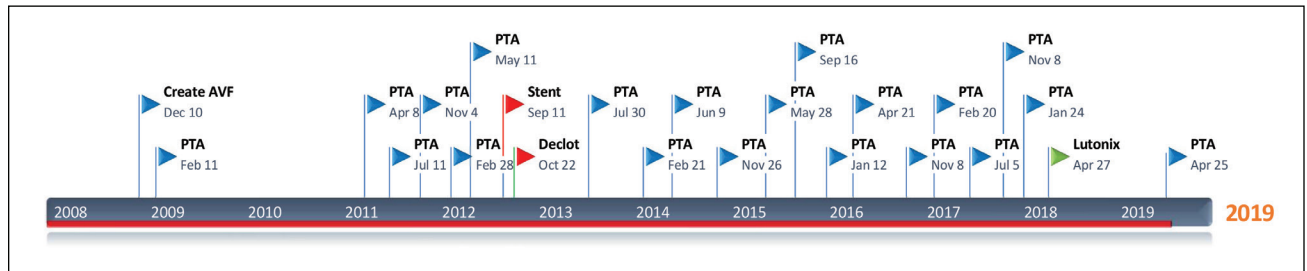 PTA
May 11
PTA
Sep 16
PTA
Nov 8
Create AVF
Dec 10
PTA
Apr 8
PTA
Nov 4
Stent
Sep 11
PTA
Jul 30
PTA
Jun 9
PTA
May 28
PTA
Apr 21
PTA
Feb 20
PTA
Jan 24
PTA
Feb 11
PTA
Jul 11
PTA
Feb 28
Declot
Oct 22
PTA
Feb 21
PTA
Nov 26
PTA
Jan 12
PTA
Nov 8
PTA
Jul 5
Lutonix
Apr 27
PTA
Apr 25
2008 2009 2010 2011 2012 2013 2014 2015 2016 2017 2018 2019 2019